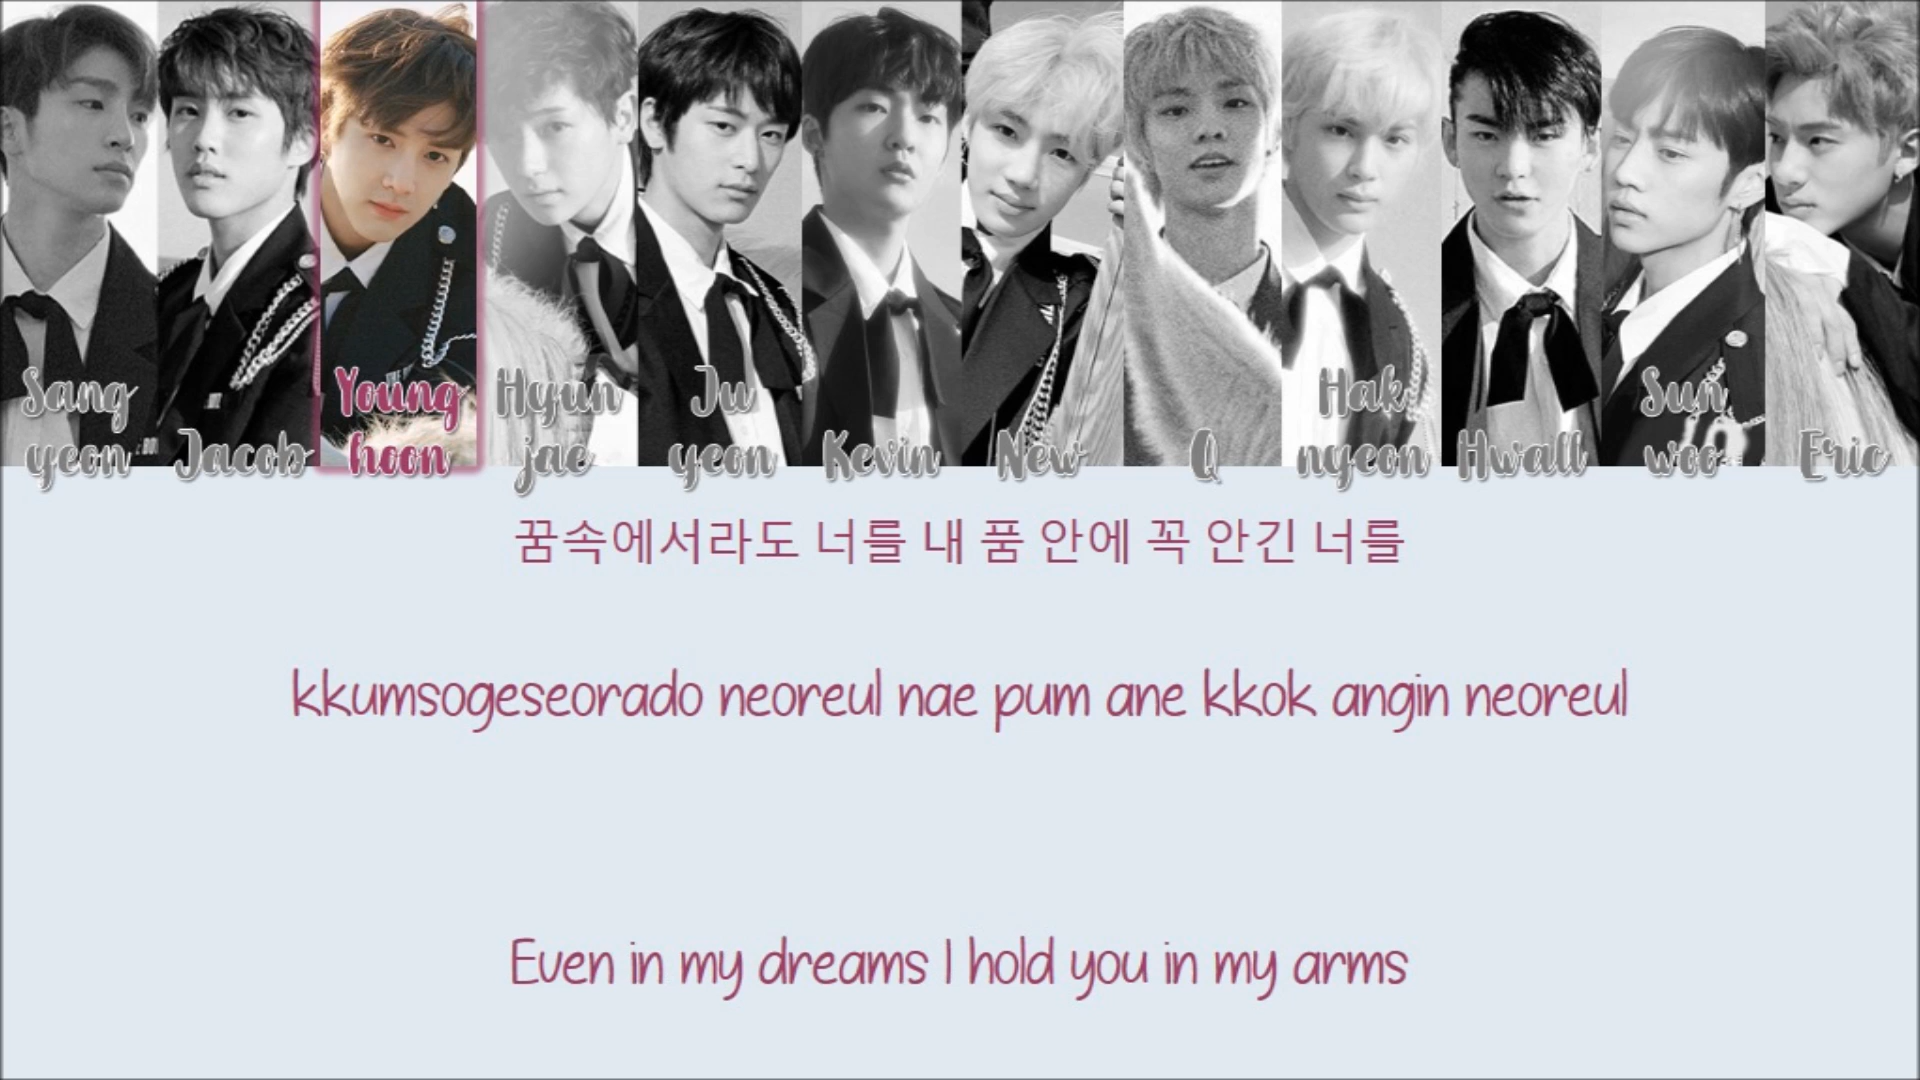 Sang
yeon
Jacob
Young
hoon
Hyun
jae
Ju
yeon
Kevin
New
Q
Hak
nyeon
Hwall
Sun
woo
Eric
꿈속에서라도 너를 내 품 안에 꼭 안긴 너를
kkumsogeseorado neoreul nae pum ane kkok angin neoreul
Even in my dreams I hold you in my arms